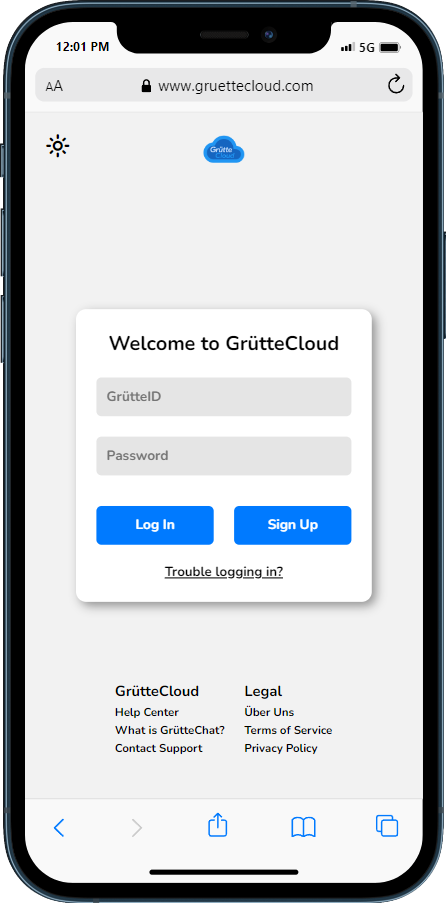 12:01 PM 5G
AA www.gruettecloud.com
Grütte
Cloud
Welcome to GrütteCloud
GrütteID
Password
Log In Sign Up
Trouble logging in?
GrütteCloud Legal
Help Center Über Uns
What is GrütteChat? Terms of Service
Contact Support Privacy Policy